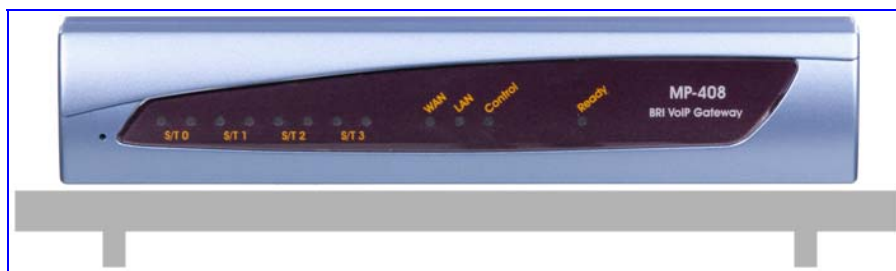 WAN LAN Control Ready
MP-408
BRI VoIP Gateway
S/T 0 S/T 1 S/T 2 S/T 3